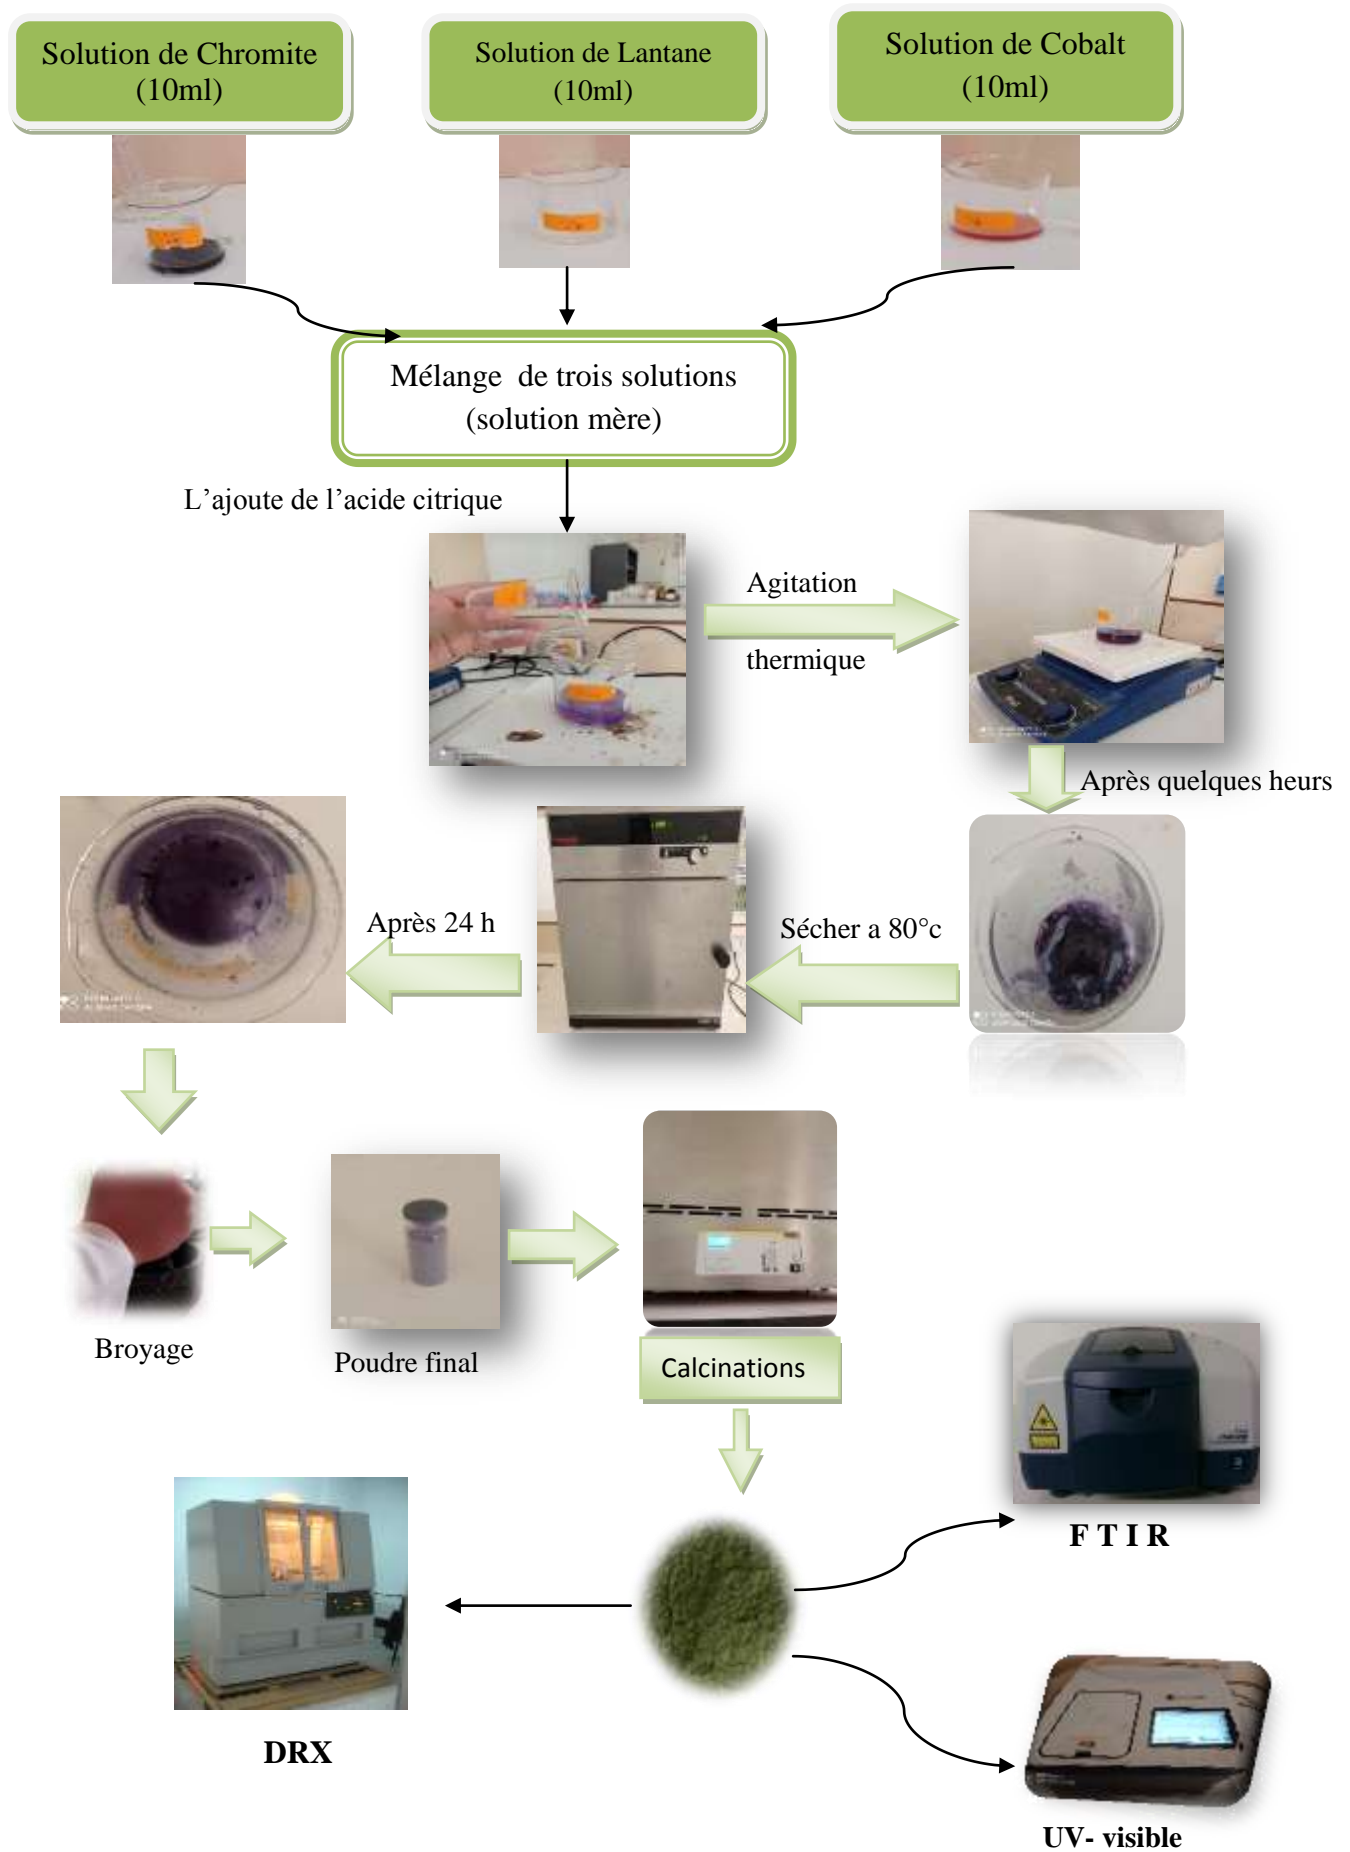 Solution de Chromite
(10ml)
Solution de Lantane
(10ml)
Solution de Cobalt
(10ml)
Mélange de trois solutions
(solution mère)
L'ajoute de l'acide citrique
Agitation
thermique
Après quelques heurs
Sécher a 80°c
Après 24 h
Broyage
Poudre final
Calcinations
F T I R
DRX
UV- visible